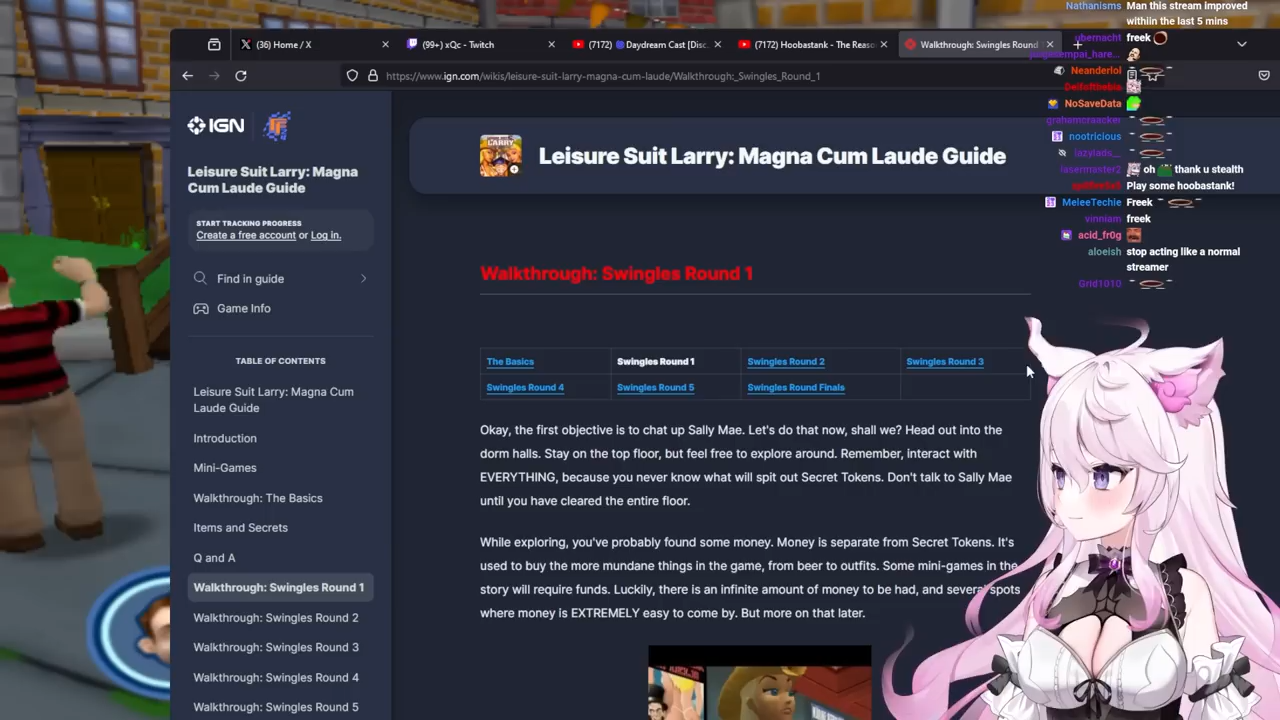 (36) Home / X
(99+) xQc - Twitch
(7172) Daydream Cast [Disc
(7172) Hoobastank - The Reaso
Walkthrough: Swingles Round
https://www.ign.com/wikis/leisure-suit-larry-magna-cum-laude/Walkthrough:_Swingles_Round_1
IGN
Leisure Suit Larry: Magna
Cum Laude Guide
START TRACKING PROGRESS
Create a free account or Log in.
Find in guide
Game Info
TABLE OF CONTENTS
Leisure Suit Larry: Magna Cum
Laude Guide
Introduction
Mini-Games
Walkthrough: The Basics
Items and Secrets
Q and A
Walkthrough: Swingles Round 1
Walkthrough: Swingles Round 2
Walkthrough: Swingles Round 3
Walkthrough: Swingles Round 4
Walkthrough: Swingles Round 5
Leisure Suit Larry: Magna Cum Laude Guide
Walkthrough: Swingles Round 1
The Basics Swingles Round 1 Swingles Round 2 Swingles Round 3
Swingles Round 4 Swingles Round 5 Swingles Round Finals
Okay, the first objective is to chat up Sally Mae. Let's do that now, shall we? Head out into the
dorm halls. Stay on the top floor, but feel free to explore around. Remember, interact with
EVERYTHING, because you never know what will spit out Secret Tokens. Don't talk to Sally Mae
until you have cleared the entire floor.
While exploring, you've probably found some money. Money is separate from Secret Tokens. It's
used to buy the more mundane things in the game, from beer to outfits. Some mini-games in the
story will require funds. Luckily, there is an infinite amount of money to be had, and several spots
where money is EXTREMELY easy to come by. But more on that later.
Nathanisms Man this stream improved
withiin the last 5 mins
ubernacht freek
Neanderlol
NoSaveData
grahamcraacker
nootricious
lazylads__
lasermaster2 oh thank u stealth
Play some hoobastank!
MeleeTechie Freek
vinniam freek
acid_fr0g
aloeish stop acting like a normal
streamer
Grid1010